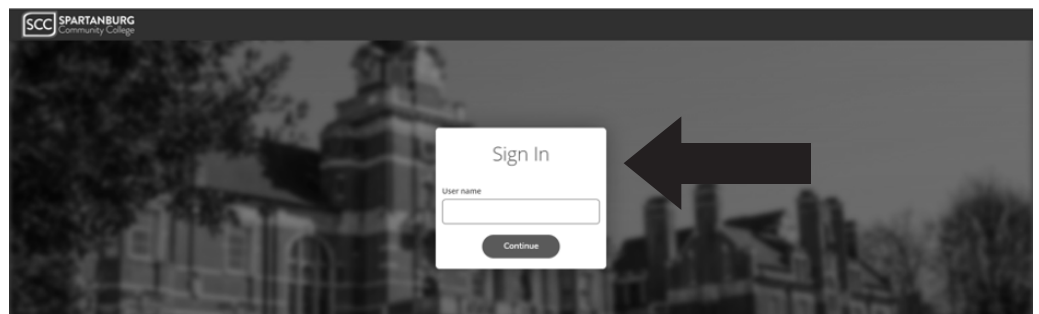 SCC SPARTANBURG
Community College
Sign In
User name
Continue